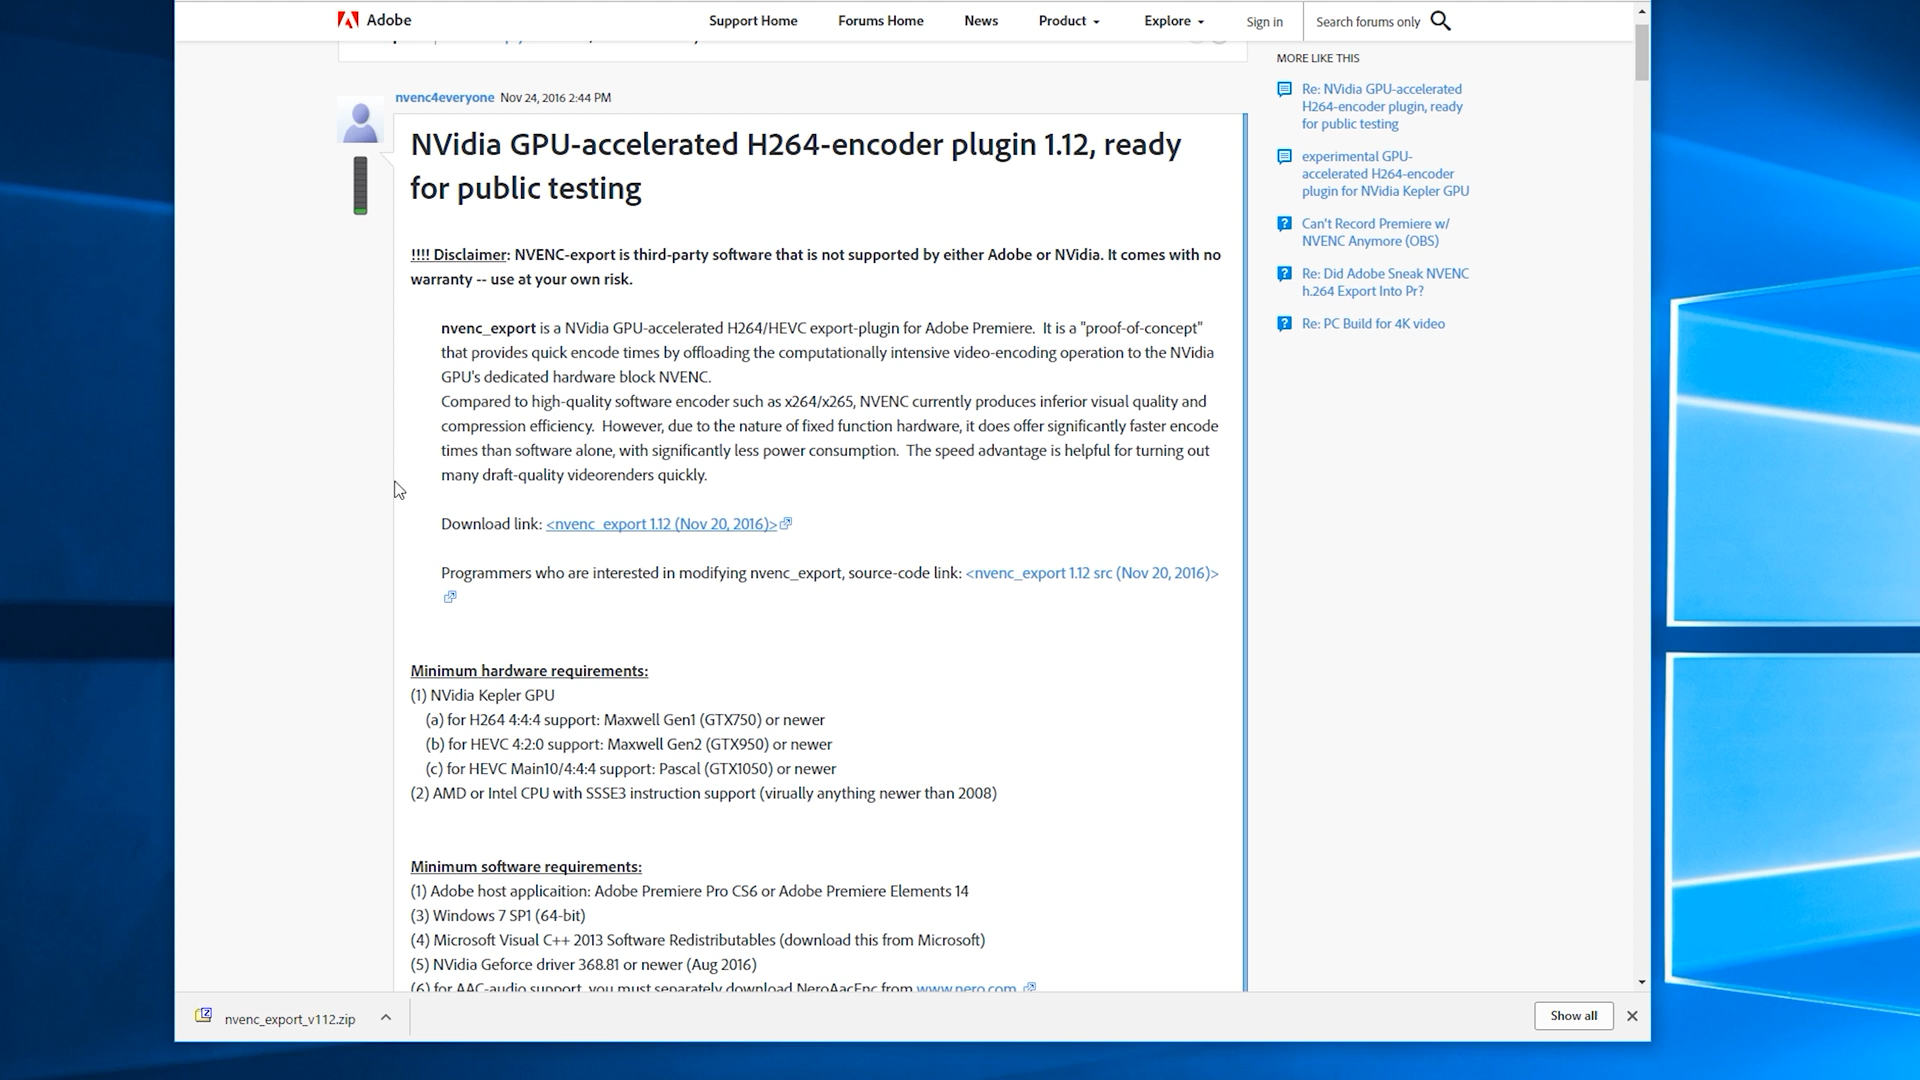 Adobe
Support Home
Forums Home
News
Product
Explore
Sign in
Search forums only
MORE LIKE THIS
Re: NVidia GPU-accelerated
H264-encoder plugin, ready
for public testing
experimental GPU-
accelerated H264-encoder
plugin for NVidia Kepler GPU
Can't Record Premiere w/
NVENC Anymore (OBS)
Re: Did Adobe Sneak NVENC
h.264 Export Into Pr?
Re: PC Build for 4K video
nvenc4everyone Nov 24, 2016 2:44 PM
NVidia GPU-accelerated H264-encoder plugin 1.12, ready
for public testing
!!!! Disclaimer: NVENC-export is third-party software that is not supported by either Adobe or NVidia. It comes with no
warranty -- use at your own risk.
nvenc_export is a NVidia GPU-accelerated H264/HEVC export-plugin for Adobe Premiere. It is a "proof-of-concept"
that provides quick encode times by offloading the computationally intensive video-encoding operation to the NVidia
GPU's dedicated hardware block NVENC.
Compared to high-quality software encoder such as x264/x265, NVENC currently produces inferior visual quality and
compression efficiency. However, due to the nature of fixed function hardware, it does offer significantly faster encode
times than software alone, with significantly less power consumption. The speed advantage is helpful for turning out
many draft-quality videorenders quickly.
Download link: <nvenc_export 1.12 (Nov 20, 2016)>
Programmers who are interested in modifying nvenc_export, source-code link: <nvenc_export 1.12 src (Nov 20, 2016)>
Minimum hardware requirements:
(1) NVidia Kepler GPU
(a) for H264 4:4:4 support: Maxwell Gen1 (GTX750) or newer
(b) for HEVC 4:2:0 support: Maxwell Gen2 (GTX950) or newer
(c) for HEVC Main10/4:4:4 support: Pascal (GTX1050) or newer
(2) AMD or Intel CPU with SSSE3 instruction support (virually anything newer than 2008)
Minimum software requirements:
(1) Adobe host applicaition: Adobe Premiere Pro CS6 or Adobe Premiere Elements 14
(3) Windows 7 SP1 (64-bit)
(4) Microsoft Visual C++ 2013 Software Redistributables (download this from Microsoft)
(5) NVidia Geforce driver 368.81 or newer (Aug 2016)
(6) for AAC-audio support, you must separately download NeroAacEnc from www.nero.com
nvenc_export_v112.zip
Show all